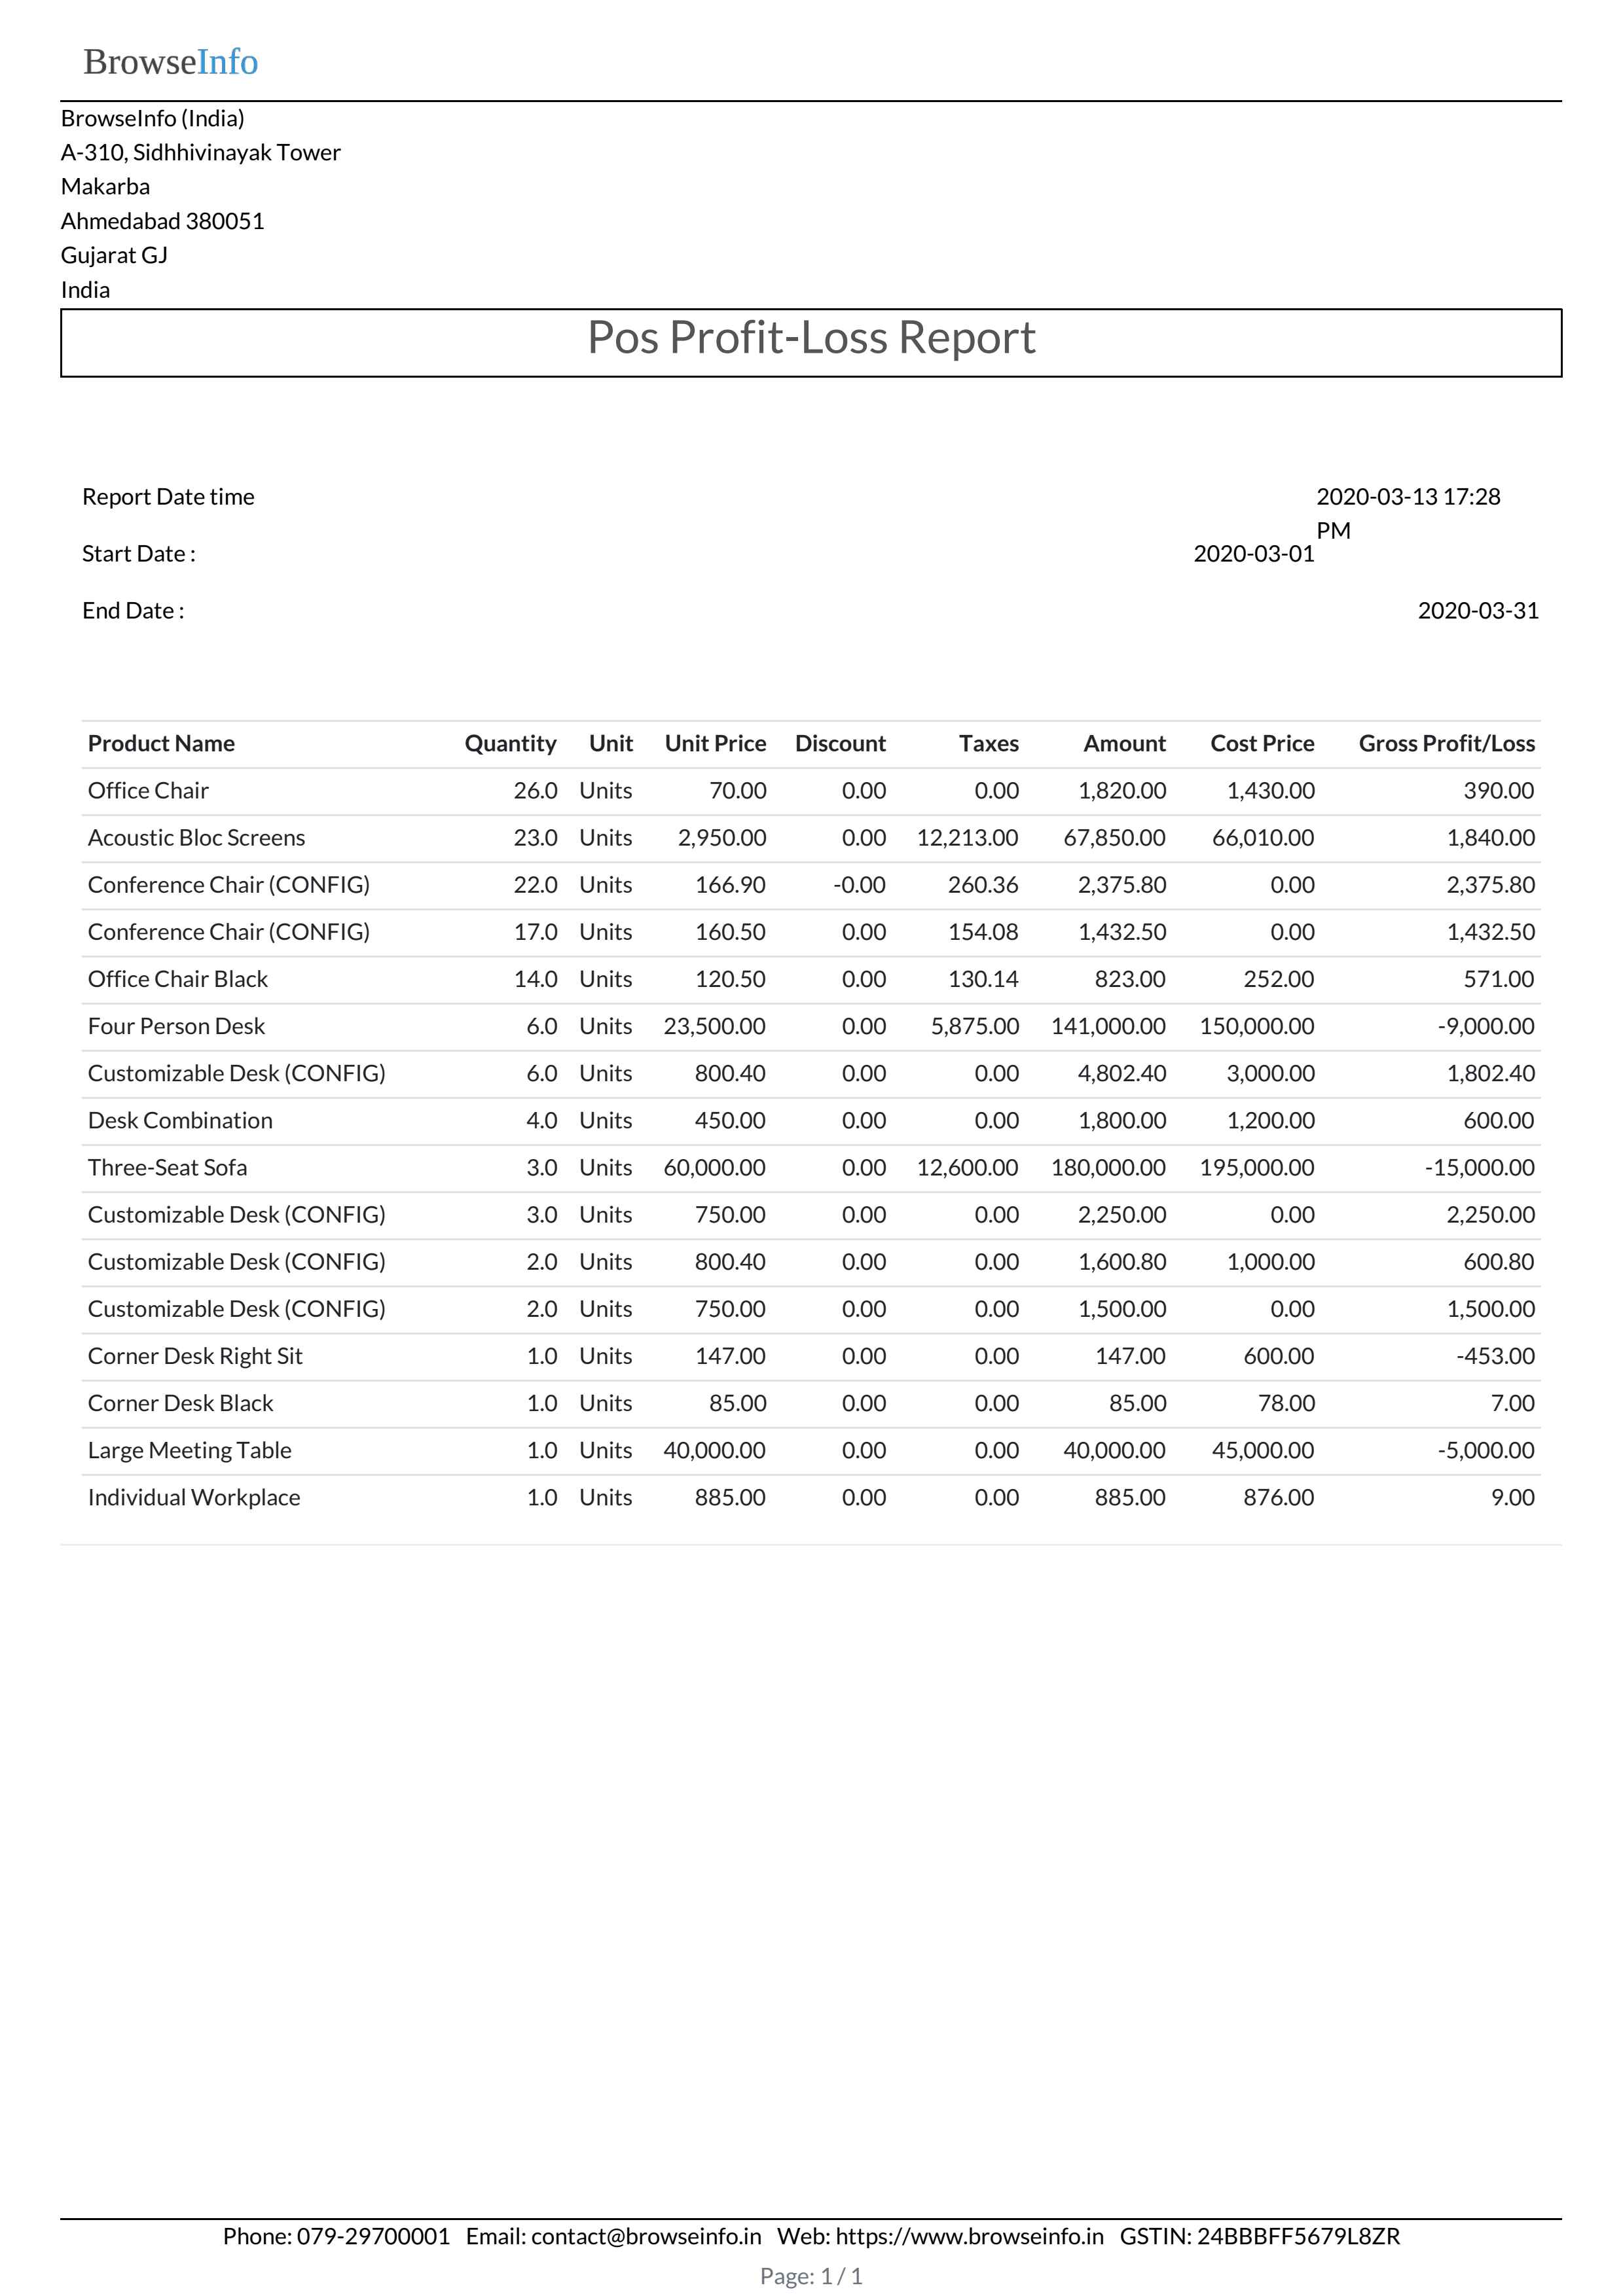 BrowseInfo
BrowseInfo (India)
A-310, Sidhhivinayak Tower
Makarba
Ahmedabad 380051
Gujarat GJ
India
Pos Profit-Loss Report
Report Date time 2020-03-13 17:28
PM
Start Date : 2020-03-01
End Date : 2020-03-31
Product Name Quantity Unit Unit Price Discount Taxes Amount Cost Price Gross Profit/Loss
Office Chair 26.0 Units 70.00 0.00 0.00 1,820.00 1,430.00 390.00
Acoustic Bloc Screens 23.0 Units 2,950.00 0.00 12,213.00 67,850.00 66,010.00 1,840.00
Conference Chair (CONFIG) 22.0 Units 166.90 -0.00 260.36 2,375.80 0.00 2,375.80
Conference Chair (CONFIG) 17.0 Units 160.50 0.00 154.08 1,432.50 0.00 1,432.50
Office Chair Black 14.0 Units 120.50 0.00 130.14 823.00 252.00 571.00
Four Person Desk 6.0 Units 23,500.00 0.00 5,875.00 141,000.00 150,000.00 -9,000.00
Customizable Desk (CONFIG) 6.0 Units 800.40 0.00 0.00 4,802.40 3,000.00 1,802.40
Desk Combination 4.0 Units 450.00 0.00 0.00 1,800.00 1,200.00 600.00
Three-Seat Sofa 3.0 Units 60,000.00 0.00 12,600.00 180,000.00 195,000.00 -15,000.00
Customizable Desk (CONFIG) 3.0 Units 750.00 0.00 0.00 2,250.00 0.00 2,250.00
Customizable Desk (CONFIG) 2.0 Units 800.40 0.00 0.00 1,600.80 1,000.00 600.80
Customizable Desk (CONFIG) 2.0 Units 750.00 0.00 0.00 1,500.00 0.00 1,500.00
Corner Desk Right Sit 1.0 Units 147.00 0.00 0.00 147.00 600.00 -453.00
Corner Desk Black 1.0 Units 85.00 0.00 0.00 85.00 78.00 7.00
Large Meeting Table 1.0 Units 40,000.00 0.00 0.00 40,000.00 45,000.00 -5,000.00
Individual Workplace 1.0 Units 885.00 0.00 0.00 885.00 876.00 9.00
Phone: 079-29700001 Email: contact@browseinfo.in Web: https://www.browseinfo.in GSTIN: 24BBBFF5679L8ZR
Page: 1 / 1